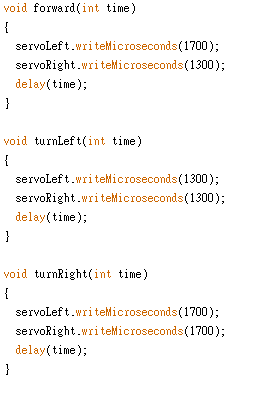 void forward(int time)
{
  servoLeft.writeMicroseconds(1700);
  servoRight.writeMicroseconds(1300);
  delay(time);
}

void turnLeft(int time)
{
  servoLeft.writeMicroseconds(1300);
  servoRight.writeMicroseconds(1300);
  delay(time);
}

void turnRight(int time)
{
  servoLeft.writeMicroseconds(1700);
  servoRight.writeMicroseconds(1700);
  delay(time);
}